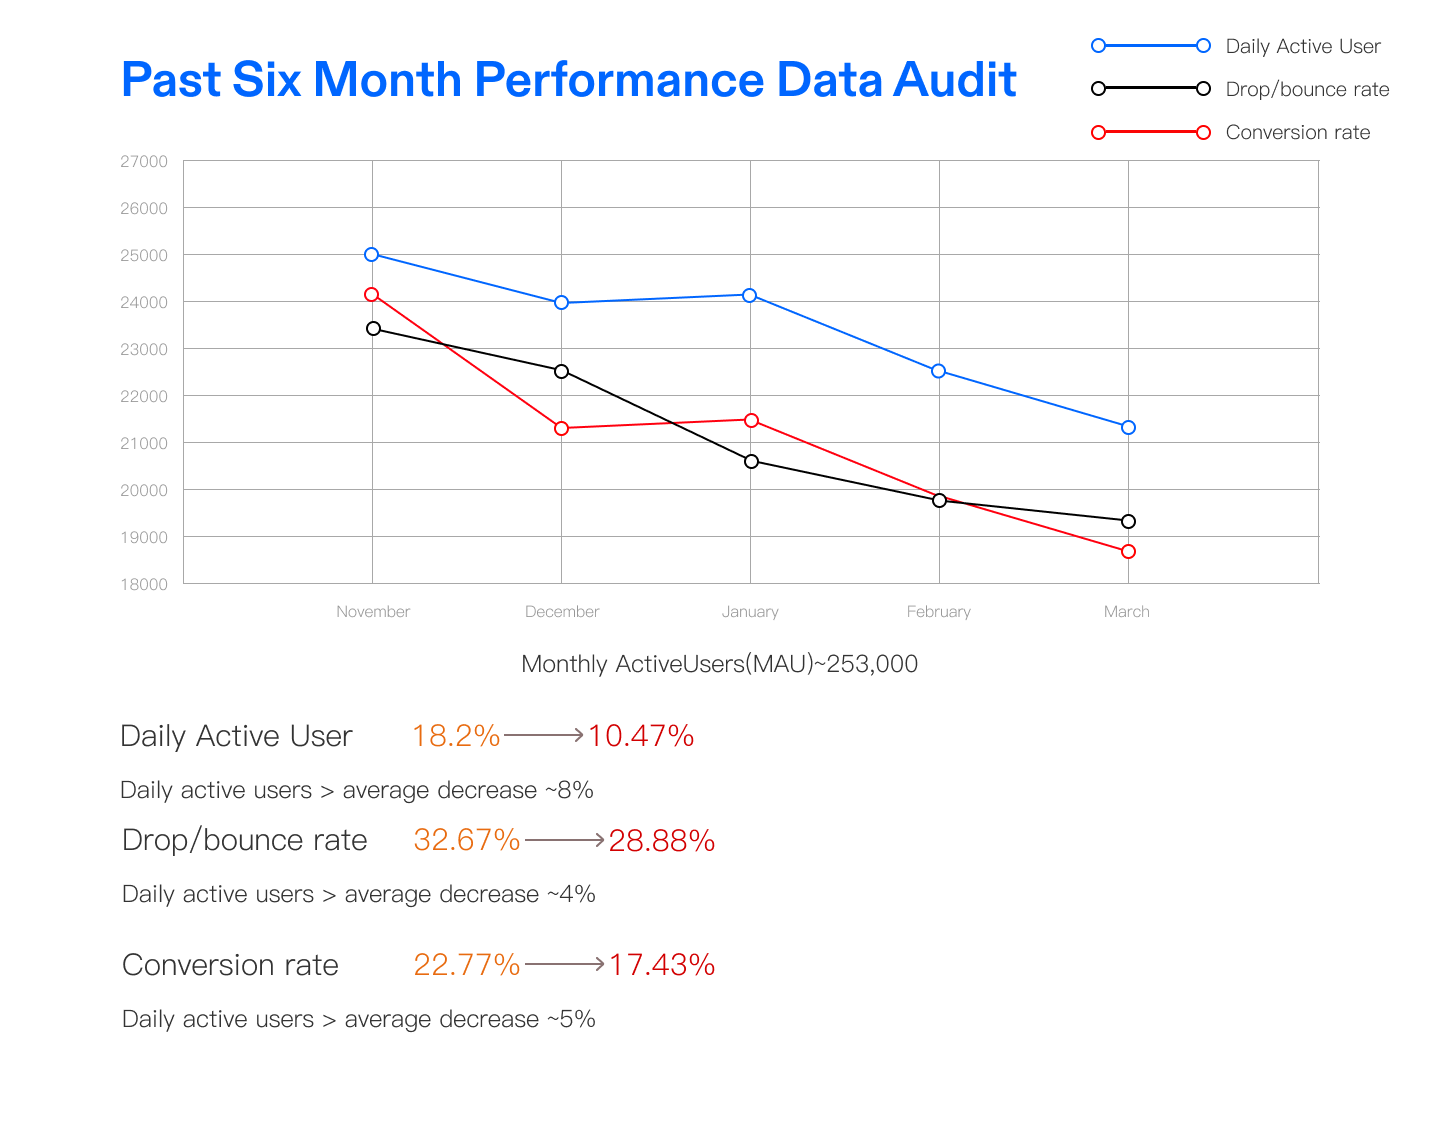 Past Six Month Performance Data Audit
Daily Active User
Drop/bounce rate
Conversion rate
27000
26000
25000
24000
23000
22000
21000
20000
19000
18000
November December January February March
Monthly ActiveUsers(MAU)~253,000
Daily Active User 18.2% → 10.47%
Daily active users > average decrease ~8%
Drop/bounce rate 32.67% → 28.88%
Daily active users > average decrease ~4%
Conversion rate 22.77% → 17.43%
Daily active users > average decrease ~5%